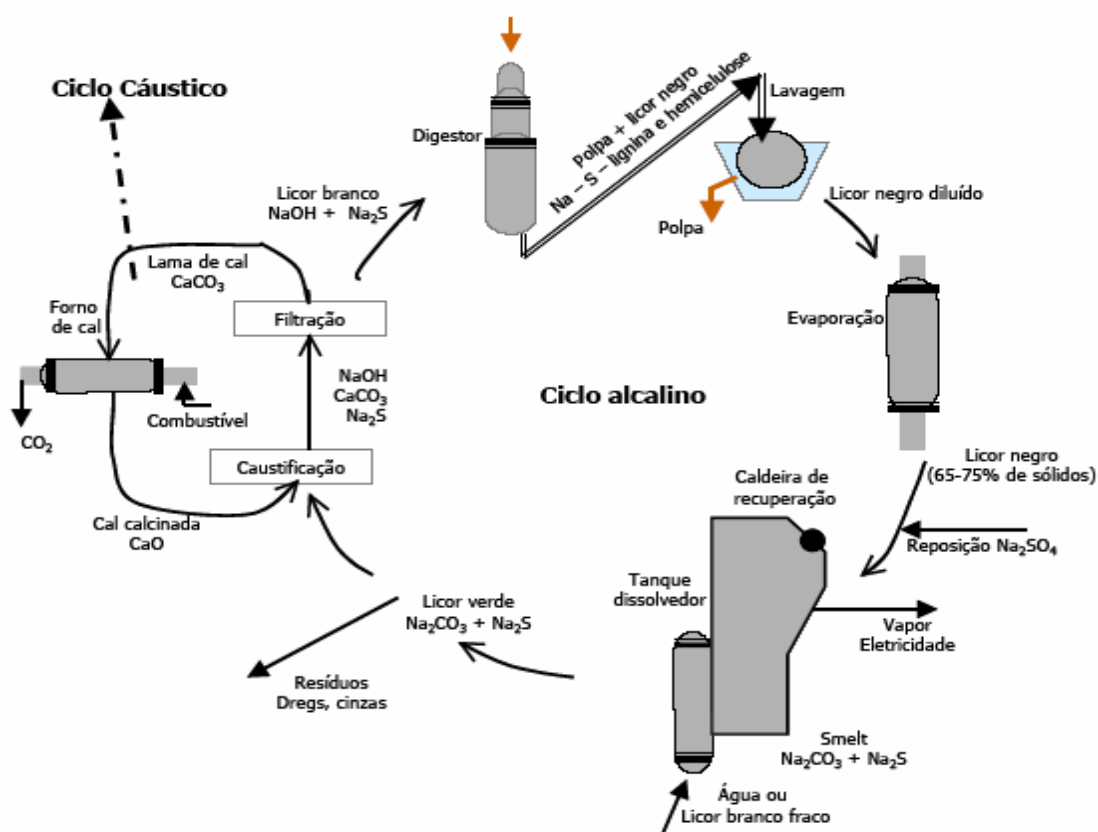 Ciclo Cáustico
Digestor
Polpa + licor negro
Na – S – lignina e hemicelulose
Lavagem
Polpa
Licor negro diluído
Evaporação
Licor negro
(65-75% de sólidos)
Reposição Na₂SO₄
Caldeira de
recuperação
Vapor
Eletricidade
Tanque
dissolvedor
Smelt
Na₂CO₃ + Na₂S
Água ou
Licor branco fraco
Licor verde
Na₂CO₃ + Na₂S
Resíduos
Dregs, cinzas
Ciclo alcalino
Caustificação
NaOH
CaCO₃
Na₂S
Filtração
Licor branco
NaOH + Na₂S
Lama de cal
CaCO₃
Forno
de cal
Combustível
CO₂
Cal calcinada
CaO